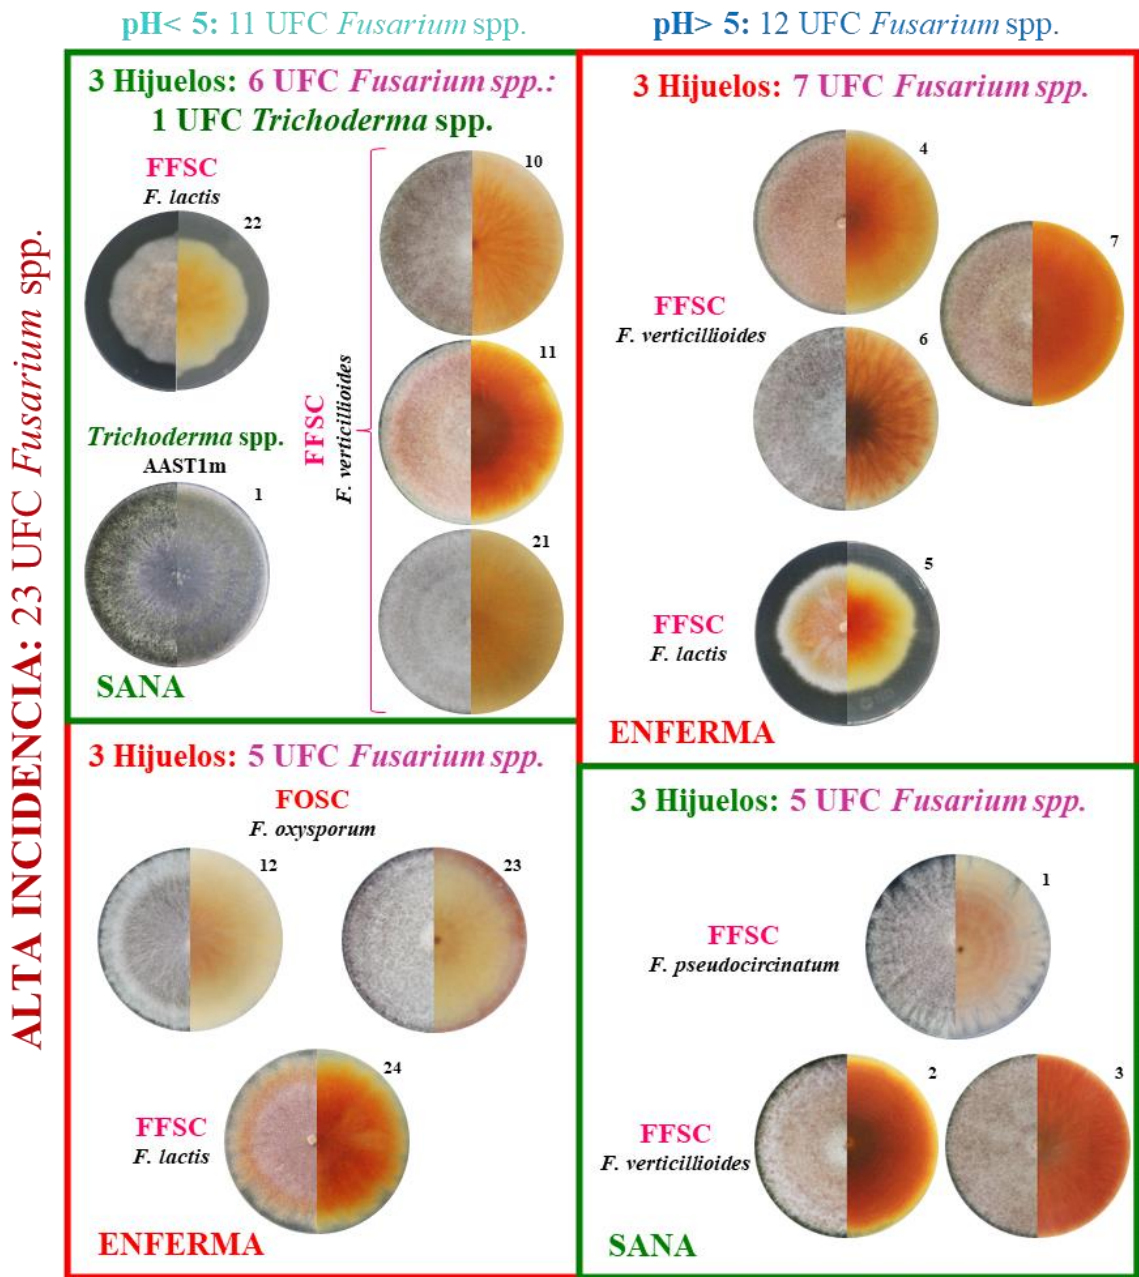 pH< 5: 11 UFC Fusarium spp.
pH> 5: 12 UFC Fusarium spp.
ALTA INCIDENCIA: 23 UFC Fusarium spp.
3 Hijuelos: 6 UFC Fusarium spp.:
1 UFC Trichoderma spp.
FFSC
F. lactis
22
Trichoderma spp.
AAST1m
1
FFSC
F. verticillioides
10
11
21
SANA
3 Hijuelos: 7 UFC Fusarium spp.
4
7
FFSC
F. verticillioides
6
5
FFSC
F. lactis
ENFERMA
3 Hijuelos: 5 UFC Fusarium spp.
FOSC
F. oxysporum
12
23
24
FFSC
F. lactis
ENFERMA
3 Hijuelos: 5 UFC Fusarium spp.
1
FFSC
F. pseudocircinatum
2
3
FFSC
F. verticillioides
SANA